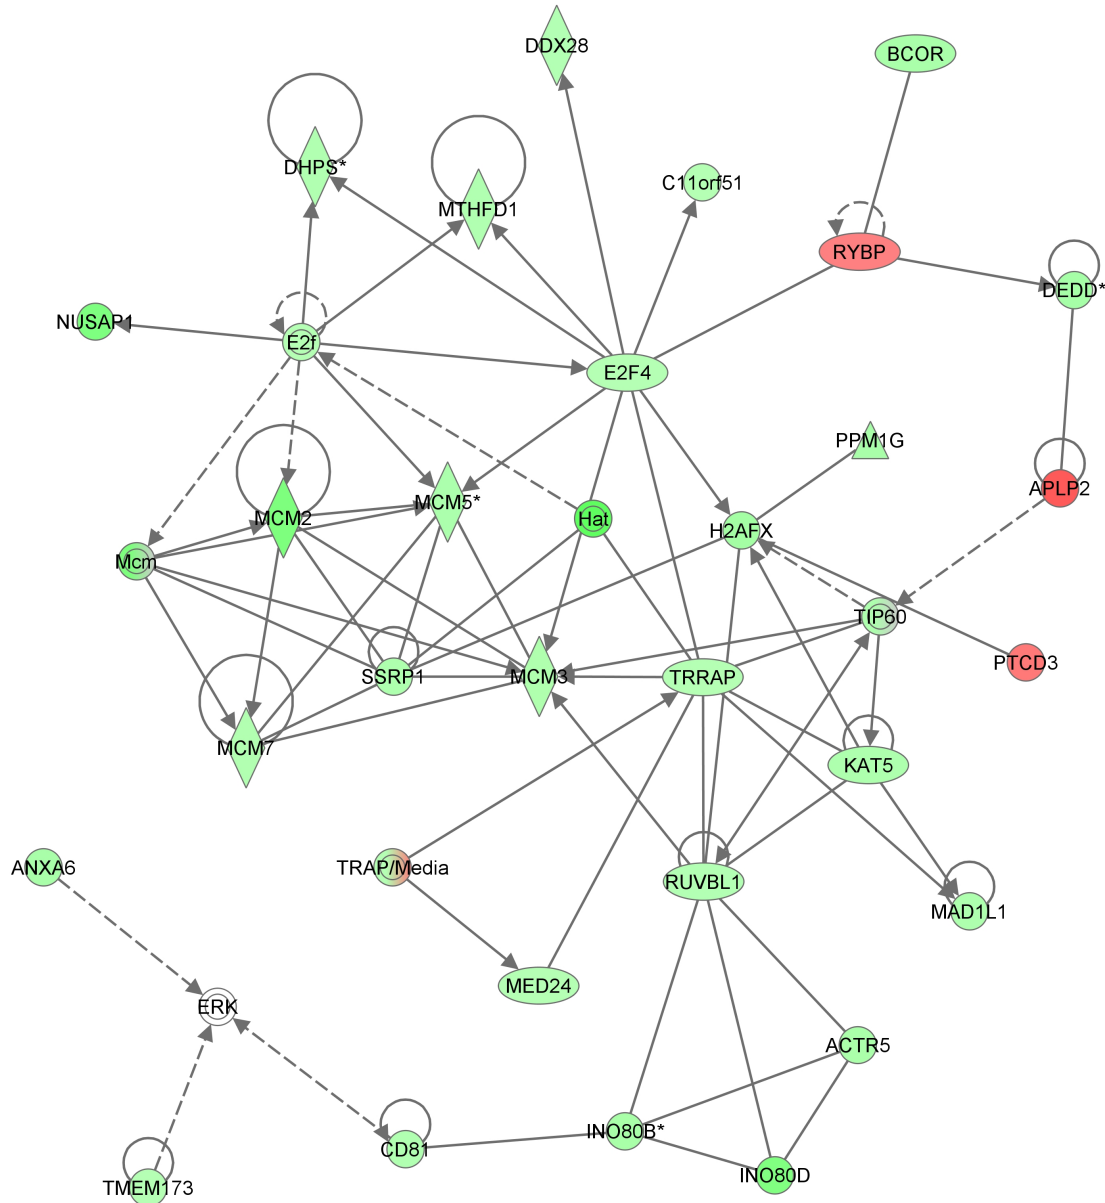 DDX28
BCOR
DHPS*
C11orf51
MTHFD1
RYBP
DEDD*
NUSAP1
E2f
E2F4
PPM1G
APLP2
MCM5*
MCM2
Hat
H2AFX
Mcm
TIP60
PTCD3
SSRP1
MCM3
TRRAP
MCM7
KAT5
ANXA6
TRAP/Media
RUVBL1
MAD1L1
MED24
ERK
ACTR5
INO80B*
CD81
INO80D
TMEM173